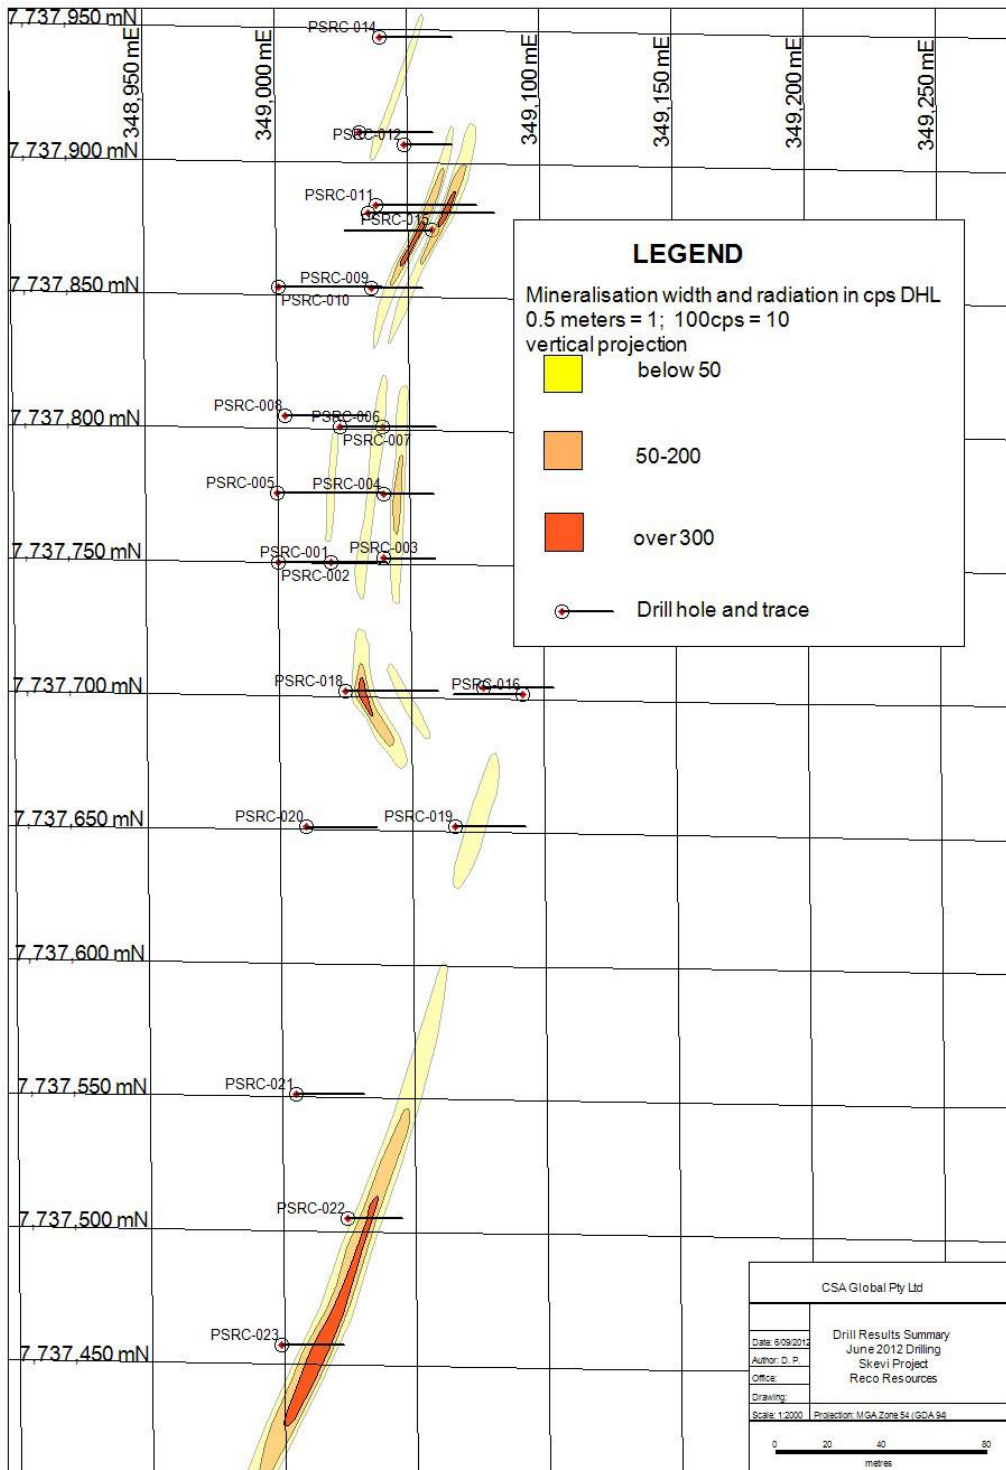 7,737,950 mN
PSRC-014
348,950 mE
349,000 mE
349,100 mE
349,150 mE
349,200 mE
349,250 mE
PSRC-012
7,737,900 mN
PSRC-011
PSRC-015
PSRC-009
7,737,850 mN
PSRC-010
LEGEND
Mineralisation width and radiation in cps DHL
0.5 meters = 1; 100cps = 10
vertical projection
below 50
50-200
over 300
Drill hole and trace
PSRC-008
PSRC-006
7,737,800 mN
PSRC-007
PSRC-005
PSRC-004
PSRC-003
PSRC-001
7,737,750 mN
PSRC-002
PSRC-018
PSRC-016
7,737,700 mN
PSRC-020
PSRC-019
7,737,650 mN
7,737,600 mN
PSRC-021
7,737,550 mN
PSRC-022
7,737,500 mN
PSRC-023
7,737,450 mN
CSA Global Pty Ltd
Date: 6/09/2012
Author: D. P.
Office:
Drawing:
Scale: 1:2000
Drill Results Summary
June 2012 Drilling
Skevi Project
Reco Resources
Projection: MGA Zone 54 (GDA 94
0 20 40 80
metres